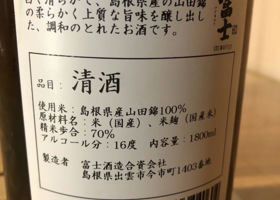 甘く滑らかで、島根県産の山田錦
の柔らかく上質な旨味を醸し出し
た、調和のとれたお酒です。
富士
品目： 清酒
使用米：島根県産山田錦100％
原材料名：米（国産）、米麹（国産米）
精米歩合：70％
アルコール分：16度 内容量：1800ml
製造者 富士酒造合資会社
島根県出雲市今市町1403番地